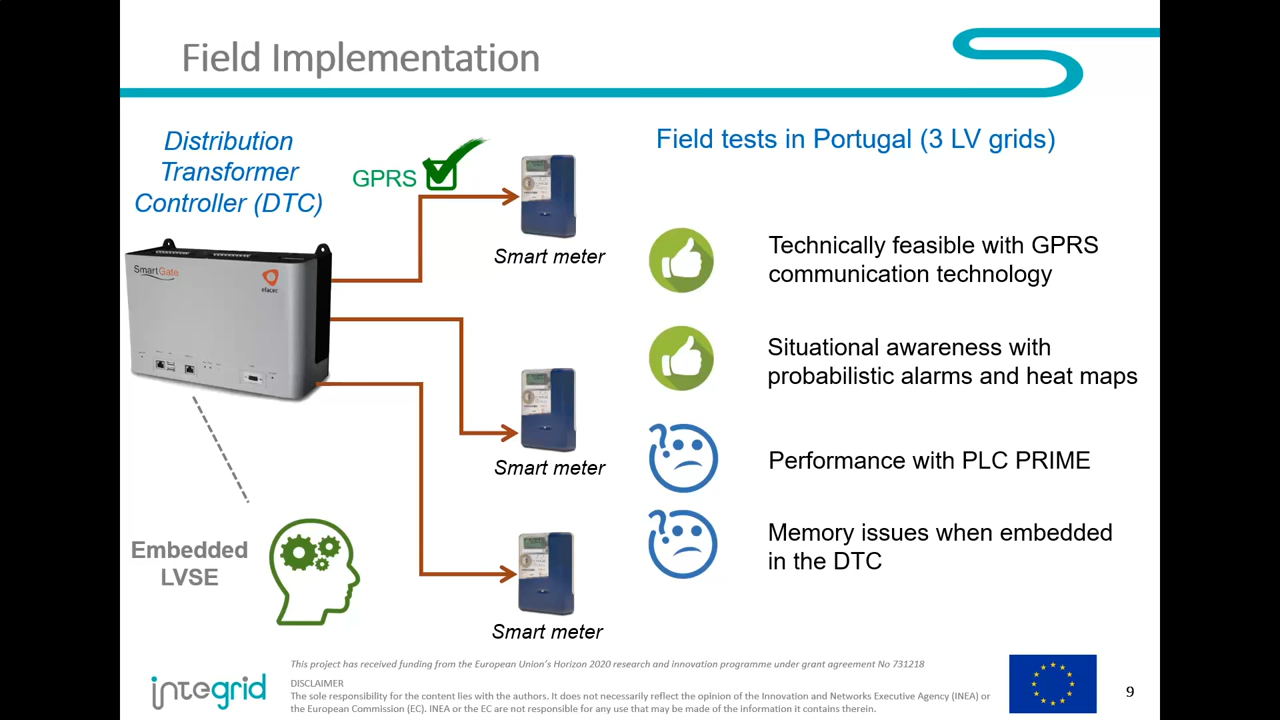 Field Implementation
Distribution
Transformer
Controller (DTC)
GPRS
Smart meter
SmartGate
efacec
Smart meter
Embedded
LVSE
Smart meter
Field tests in Portugal (3 LV grids)
Technically feasible with GPRS
communication technology
Situational awareness with
probabilistic alarms and heat maps
Performance with PLC PRIME
Memory issues when embedded
in the DTC
This project has received funding from the European Union's Horizon 2020 research and innovation programme under grant agreement No 731218
DISCLAIMER
The sole responsibility for the content lies with the authors. It does not necessarily reflect the opinion of the Innovation and Networks Executive Agency (INEA) or
the European Commission (EC). INEA or the EC are not responsible for any use that may be made of the information it contains therein.
integrid
9